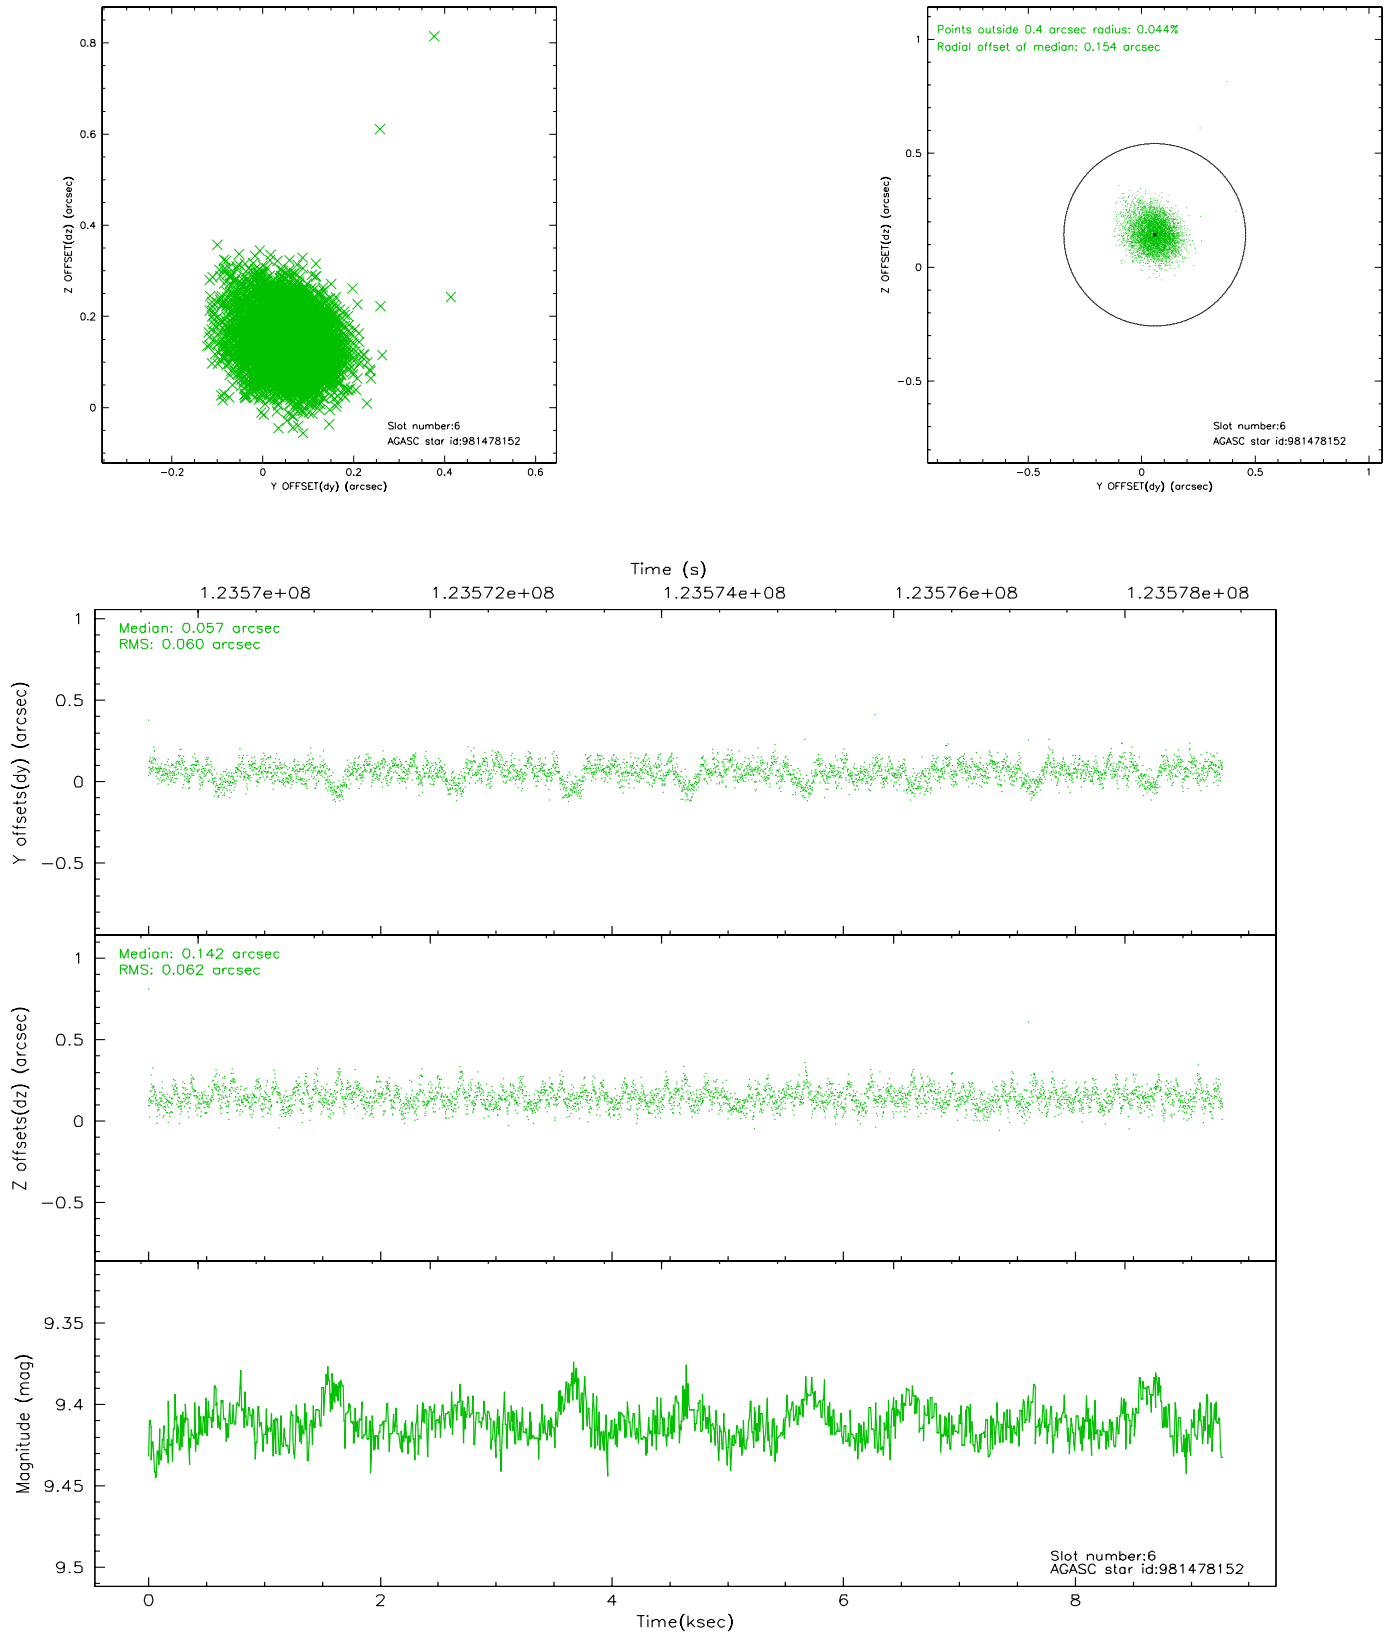 0.8
0.6
0.4
0.2
0
Z OFFSET(dz) (arcsec)
Slot number:6
AGASC star id:981478152
-0.2 0 0.2 0.4 0.6
Y OFFSET(dy) (arcsec)
Points outside 0.4 arcsec radius: 0.044%
Radial offset of median: 0.154 arcsec
1
0.5
0
-0.5
Z OFFSET(dz) (arcsec)
Slot number:6
AGASC star id:981478152
-0.5 0 0.5 1
Y OFFSET(dy) (arcsec)
Time (s)
1.2357e+08 1.23572e+08 1.23574e+08 1.23576e+08 1.23578e+08
Median: 0.057 arcsec
RMS: 0.060 arcsec
1
0.5
0
-0.5
Y offsets(dy) (arcsec)
Median: 0.142 arcsec
RMS: 0.062 arcsec
1
0.5
0
-0.5
Z offsets(dz) (arcsec)
9.35
9.4
9.45
9.5
Magnitude (mag)
Slot number:6
AGASC star id:981478152
0 2 4 6 8
Time(ksec)